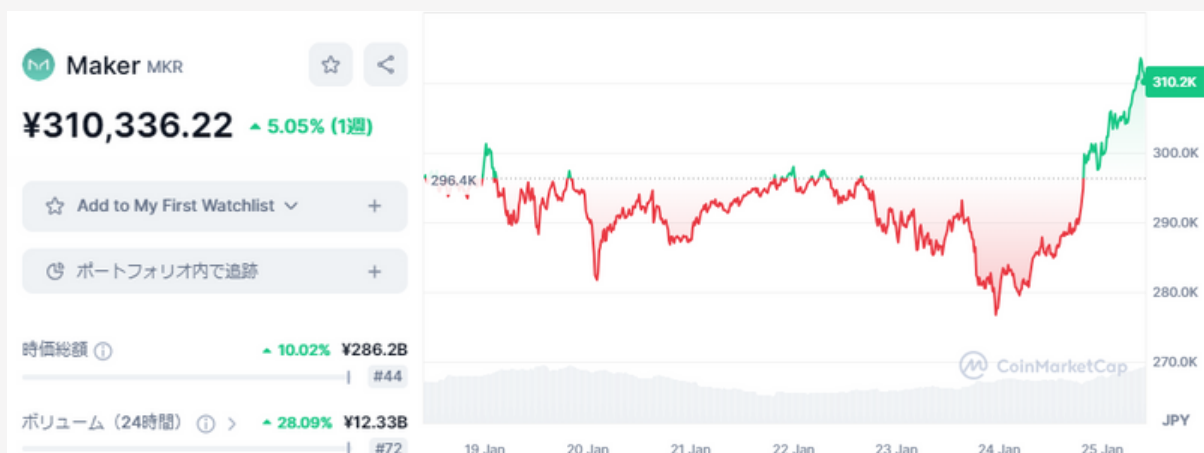 Maker MKR
¥310,336.22 5.05% (1週)
Add to My First Watchlist +
ポートフォリオ内で追跡 +
時価総額 10.02% ¥286.2B
#44
ボリューム（24時間） 28.09% ¥12.33B
#72
310.2K
300.0K
296.4K
290.0K
280.0K
270.0K
CoinMarketCap
JPY
19 Jan 20 Jan 21 Jan 22 Jan 23 Jan 24 Jan 25 Jan